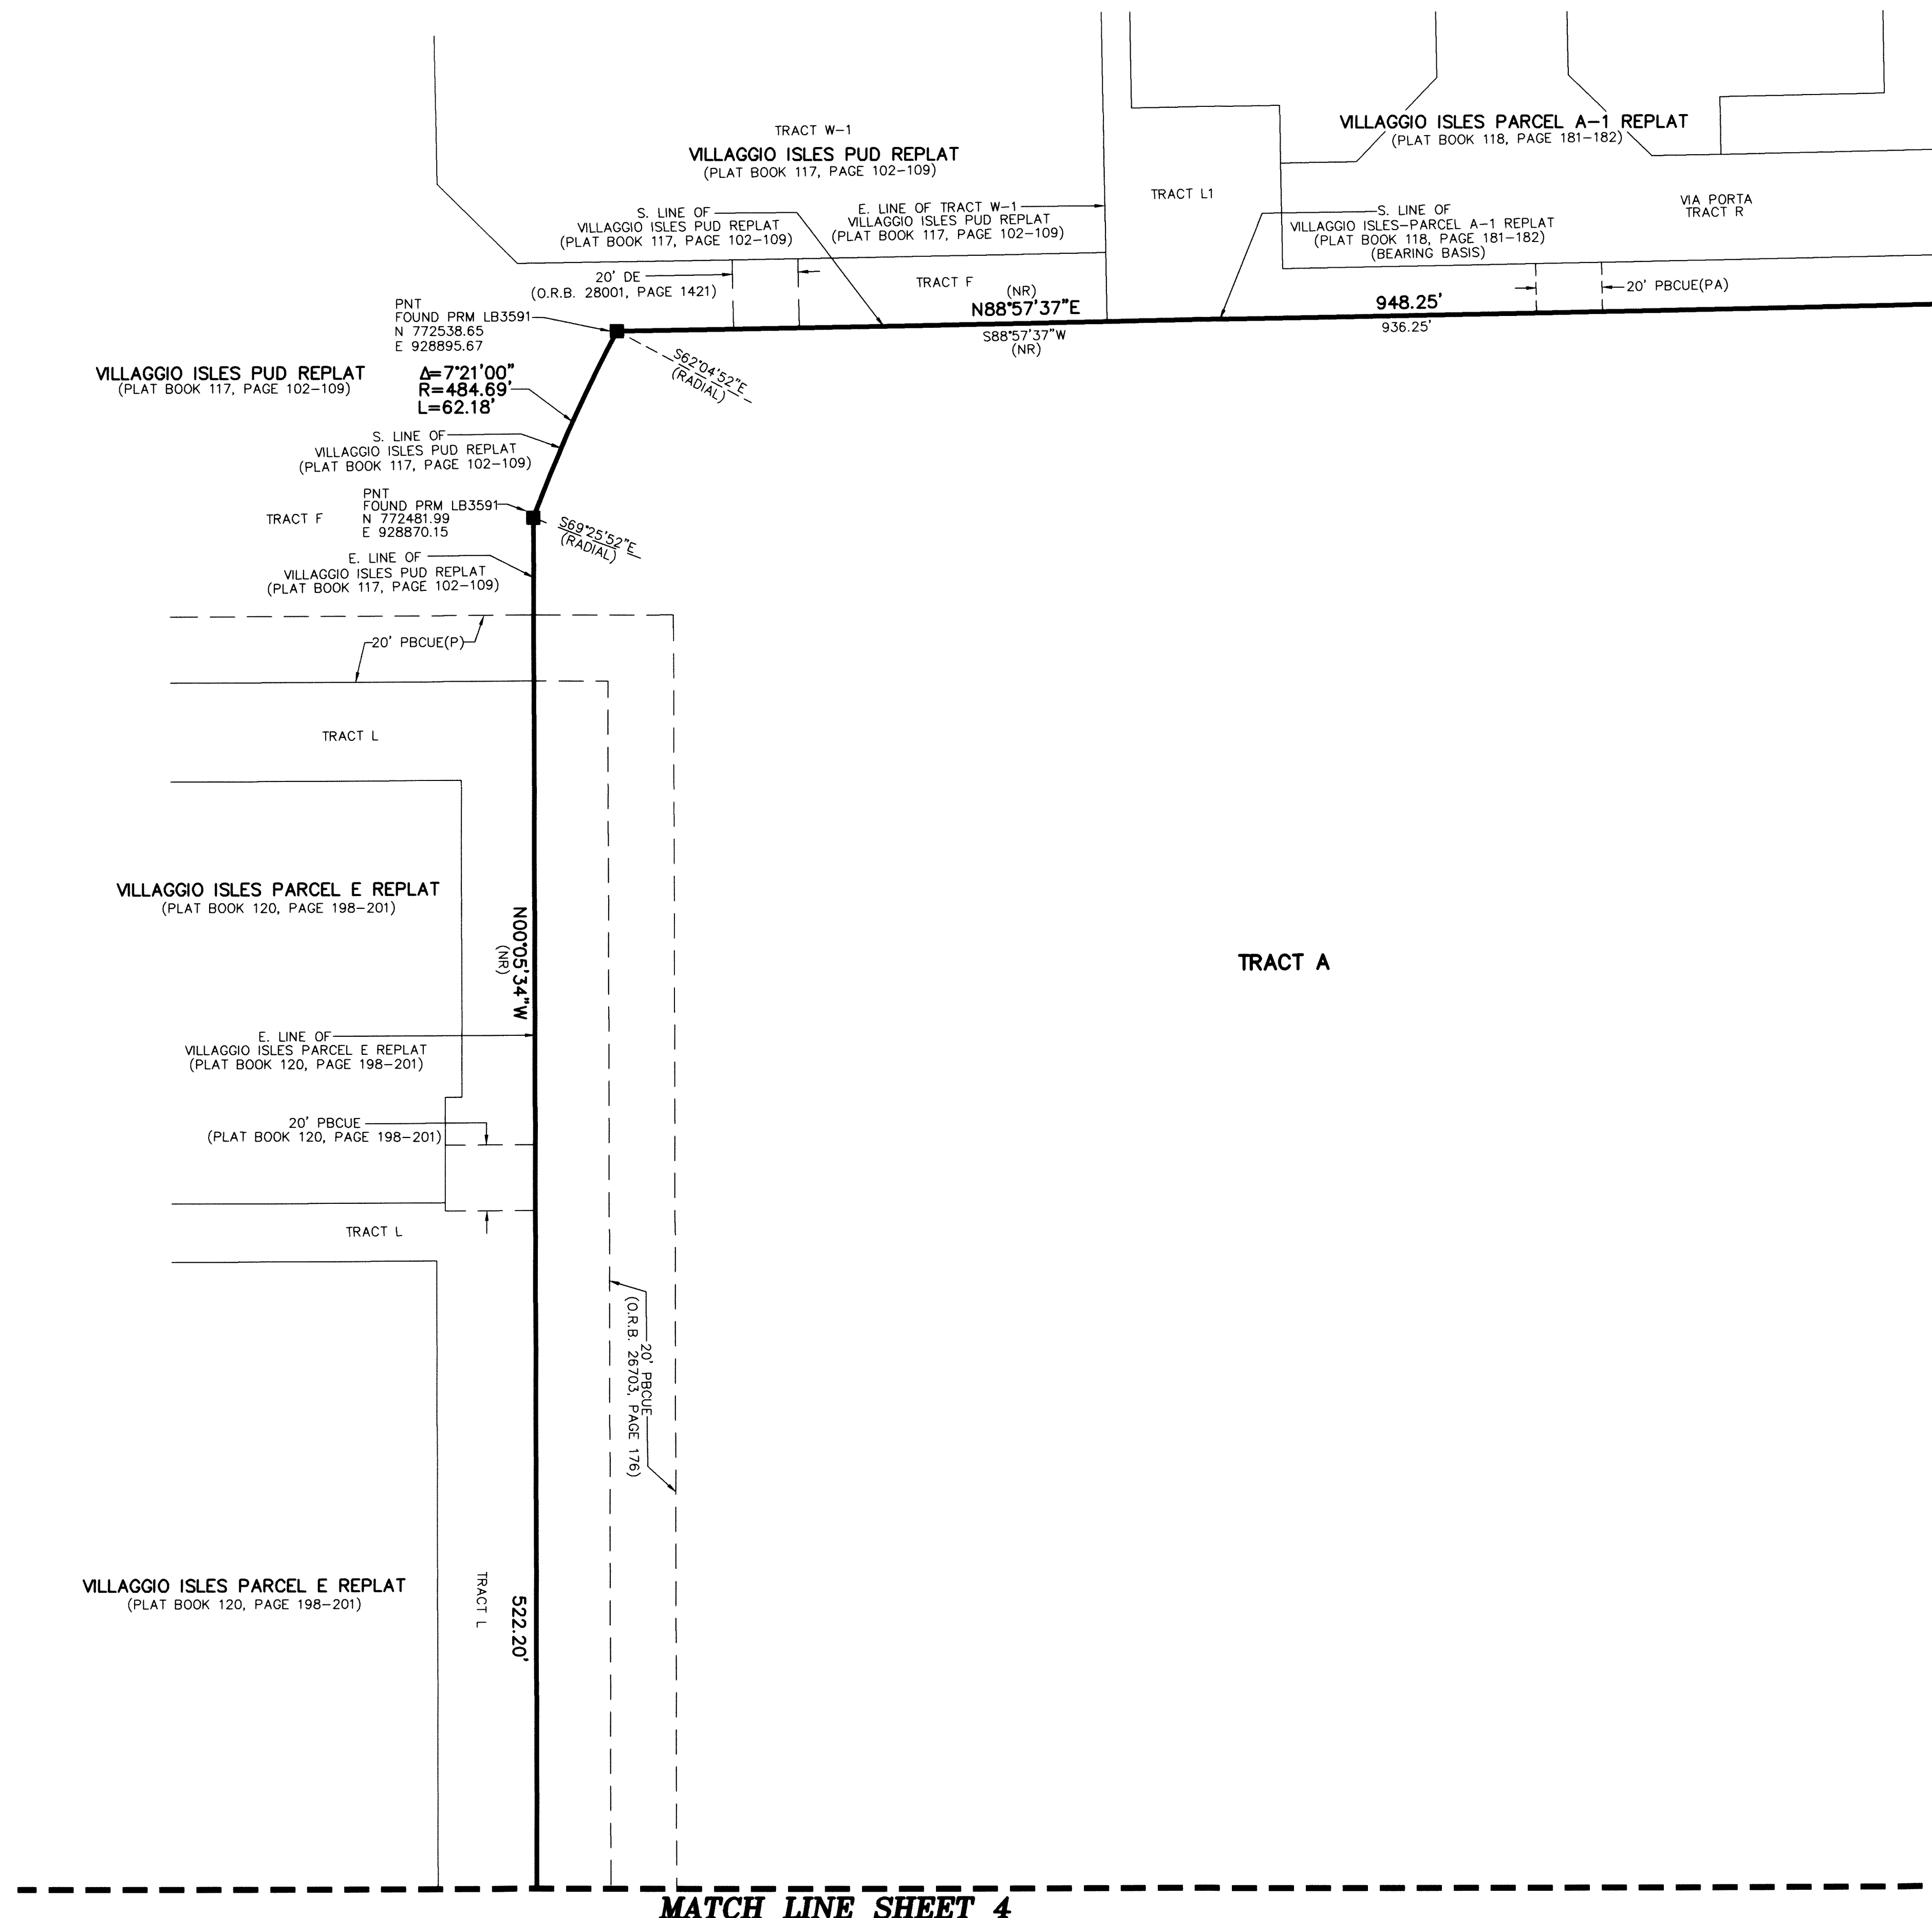 TRACT W-1
VILLAGGIO ISLES PUD REPLAT
(PLAT BOOK 117, PAGE 102-109)
VILLAGGIO ISLES PARCEL A-1 REPLAT
(PLAT BOOK 118, PAGE 181-182)
S. LINE OF
VILLAGGIO ISLES PUD REPLAT
(PLAT BOOK 117, PAGE 102-109)
E. LINE OF TRACT W-1
VILLAGGIO ISLES PUD REPLAT
(PLAT BOOK 117, PAGE 102-109)
TRACT L1
S. LINE OF
VILLAGGIO ISLES-PARCEL A-1 REPLAT
(PLAT BOOK 118, PAGE 181-182)
(BEARING BASIS)
VIA PORTA
TRACT R
20' DE
(O.R.B. 28001, PAGE 1421)
TRACT F
(NR)
N88°57'37"E
S88°57'37"W
(NR)
948.25'
936.25'
20' PBCUE(PA)
PNT
FOUND PRM LB3591
N 772538.65
E 928895.67
S62°04'52"E
(RADIAL)
VILLAGGIO ISLES PUD REPLAT
(PLAT BOOK 117, PAGE 102-109)
Δ=7°21'00"
R=484.69'
L=62.18'
S. LINE OF
VILLAGGIO ISLES PUD REPLAT
(PLAT BOOK 117, PAGE 102-109)
TRACT F
PNT
FOUND PRM LB3591
N 772481.99
E 928870.15
S69°25'52"E
(RADIAL)
E. LINE OF
VILLAGGIO ISLES PUD REPLAT
(PLAT BOOK 117, PAGE 102-109)
20' PBCUE(P)
TRACT L
VILLAGGIO ISLES PARCEL E REPLAT
(PLAT BOOK 120, PAGE 198-201)
N00°05'34"W
(NR)
TRACT A
E. LINE OF
VILLAGGIO ISLES PARCEL E REPLAT
(PLAT BOOK 120, PAGE 198-201)
20' PBCUE
(PLAT BOOK 120, PAGE 198-201)
TRACT L
20' PBCUE
(O.R.B. 26703, PAGE 176)
VILLAGGIO ISLES PARCEL E REPLAT
(PLAT BOOK 120, PAGE 198-201)
TRACT L
522.20'
MATCH LINE SHEET 4